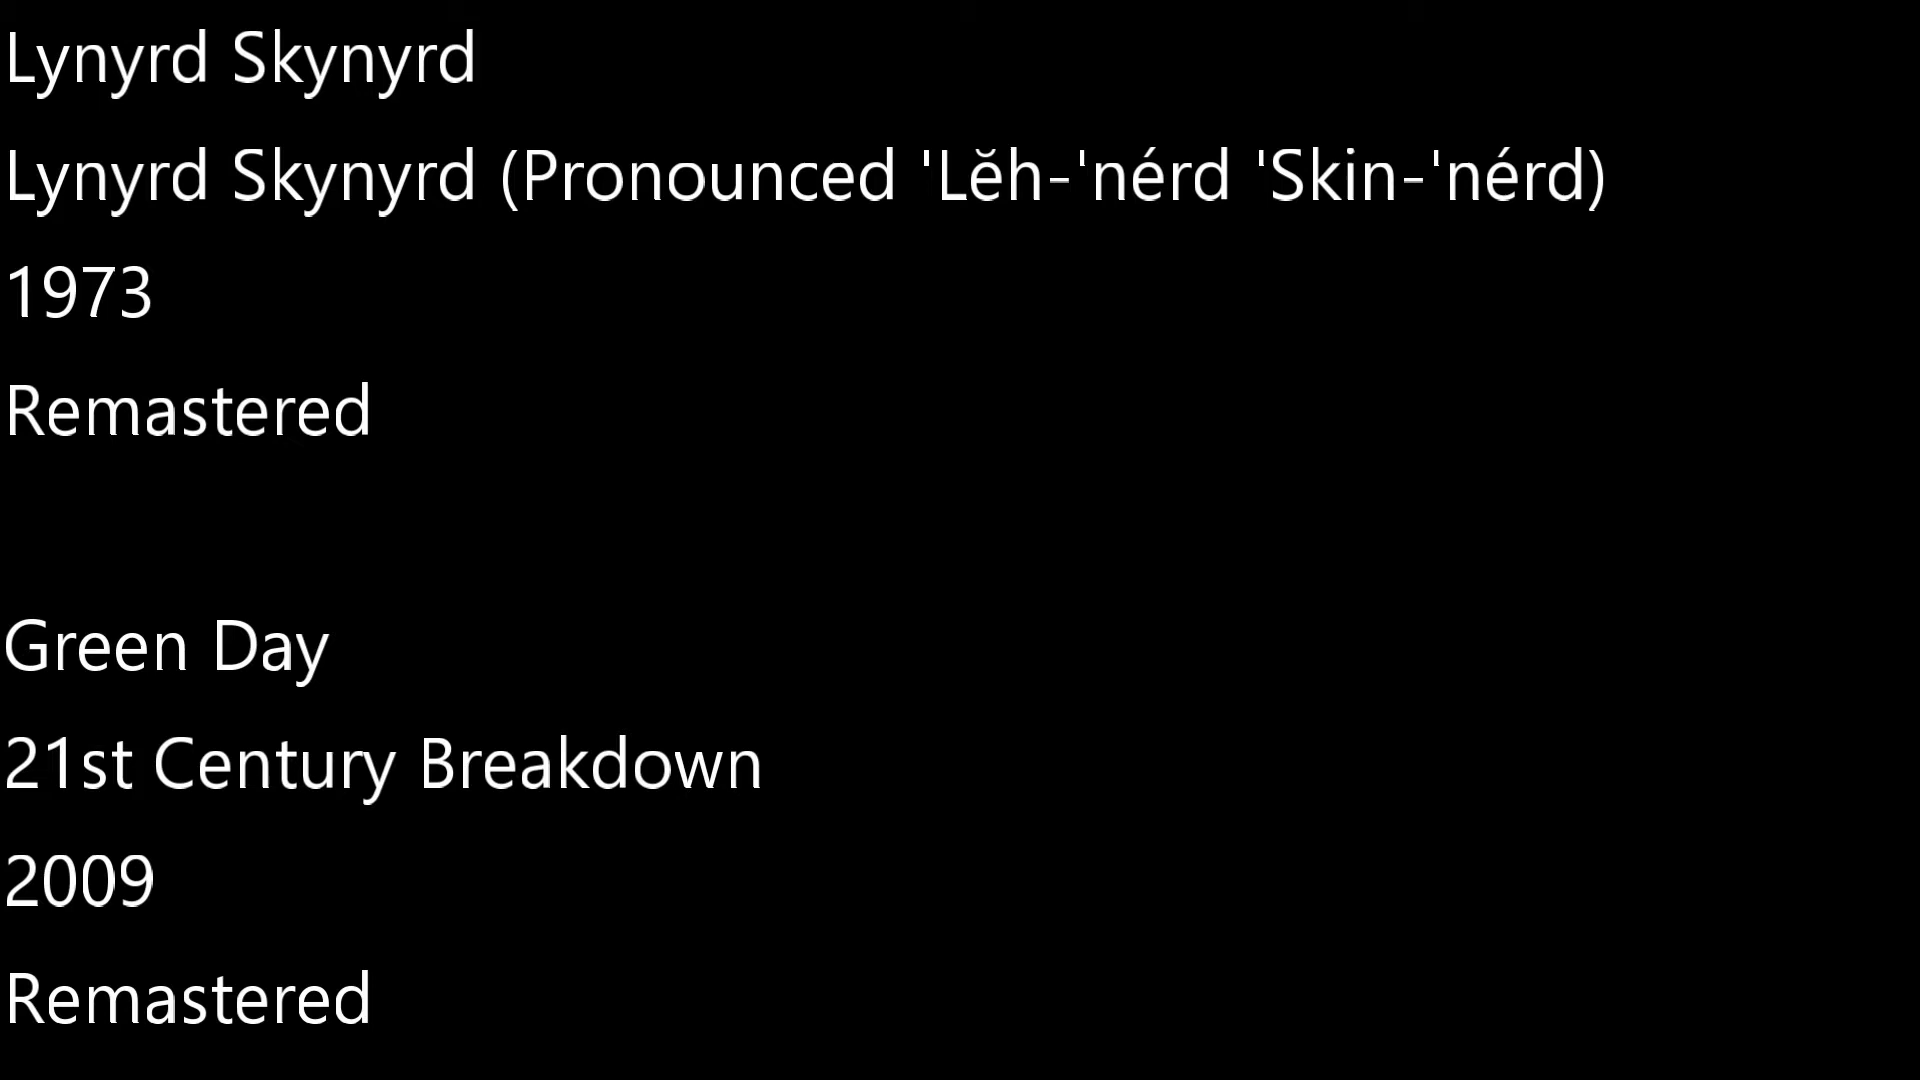 Lynyrd Skynyrd
Lynyrd Skynyrd (Pronounced 'Lĕh-'nérd 'Skin-'nérd)
1973
Remastered
Green Day
21st Century Breakdown
2009
Remastered